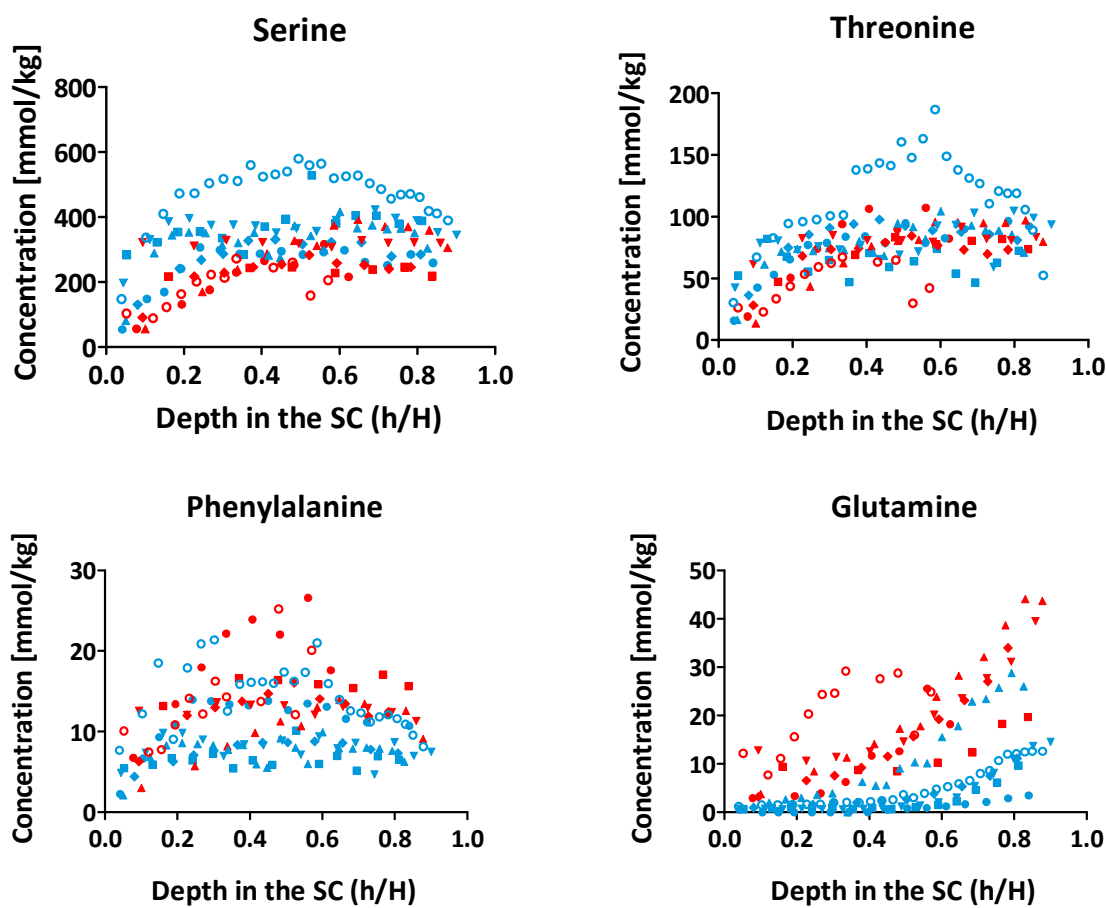 Serine
Concentration [mmol/kg]
800
600
400
200
0
0.0 0.2 0.4 0.6 0.8 1.0
Depth in the SC (h/H)
Threonine
Concentration [mmol/kg]
200
150
100
50
0
0.0 0.2 0.4 0.6 0.8 1.0
Depth in the SC (h/H)
Phenylalanine
Concentration [mmol/kg]
30
20
10
0
0.0 0.2 0.4 0.6 0.8 1.0
Depth in the SC (h/H)
Glutamine
Concentration [mmol/kg]
50
40
30
20
10
0
0.0 0.2 0.4 0.6 0.8 1.0
Depth in the SC (h/H)